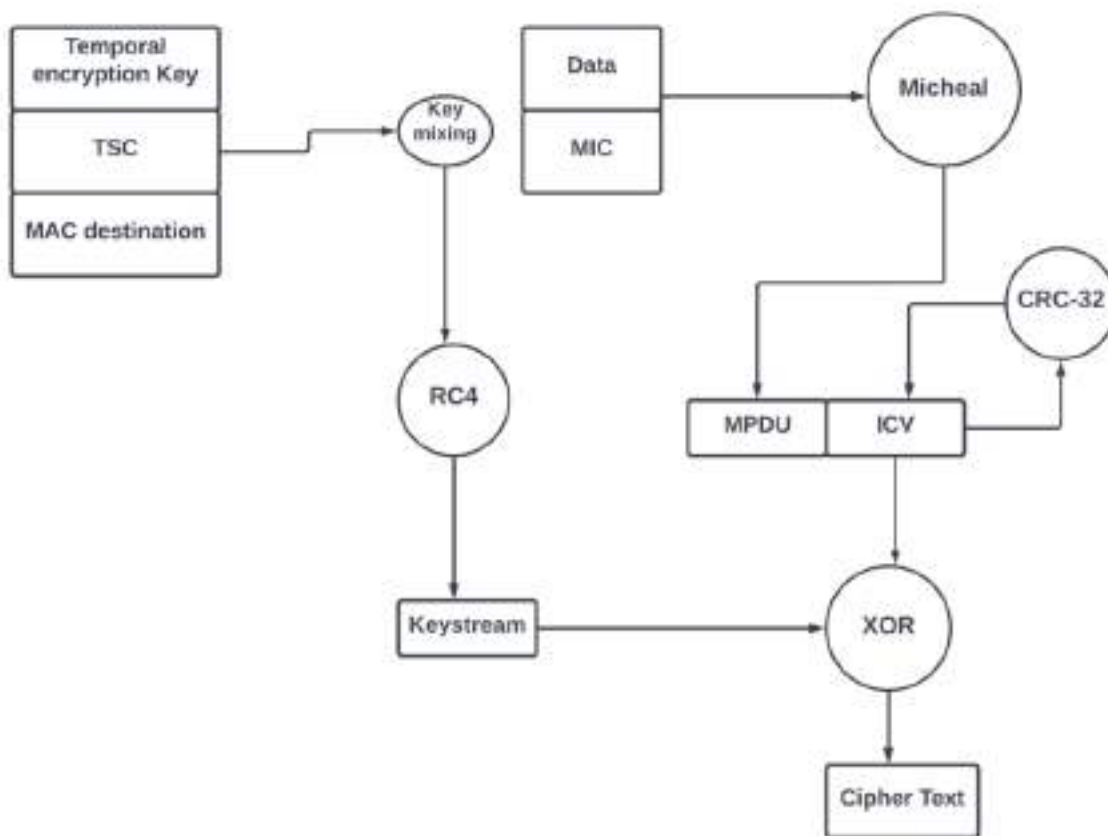 Temporal
encryption Key
TSC
MAC destination
Key
mixing
Data
MIC
Micheal
CRC-32
RC4
MPDU
ICV
Keystream
XOR
Cipher Text